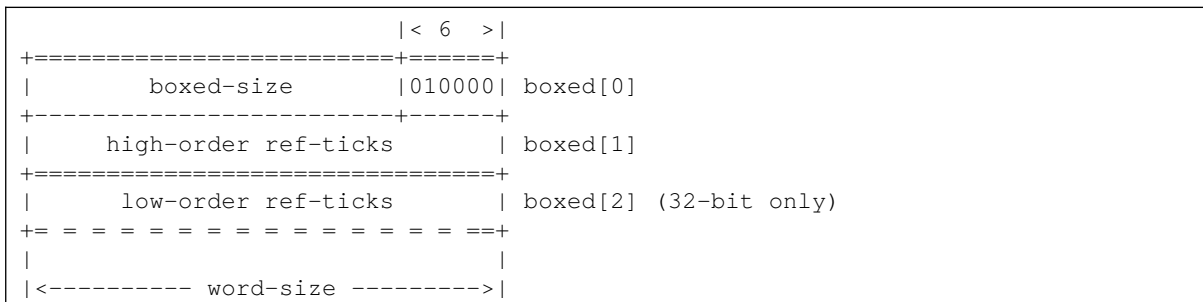 |< 6  >|
+=========================+======+
|        boxed-size       |010000| boxed[0]
+-------------------------+------+
|     high-order ref-ticks       | boxed[1]
+================================+
|      low-order ref-ticks       | boxed[2] (32-bit only)
+= = = = = = = = = = = = = = = ==+
|                                |
|<---------- word-size --------->|